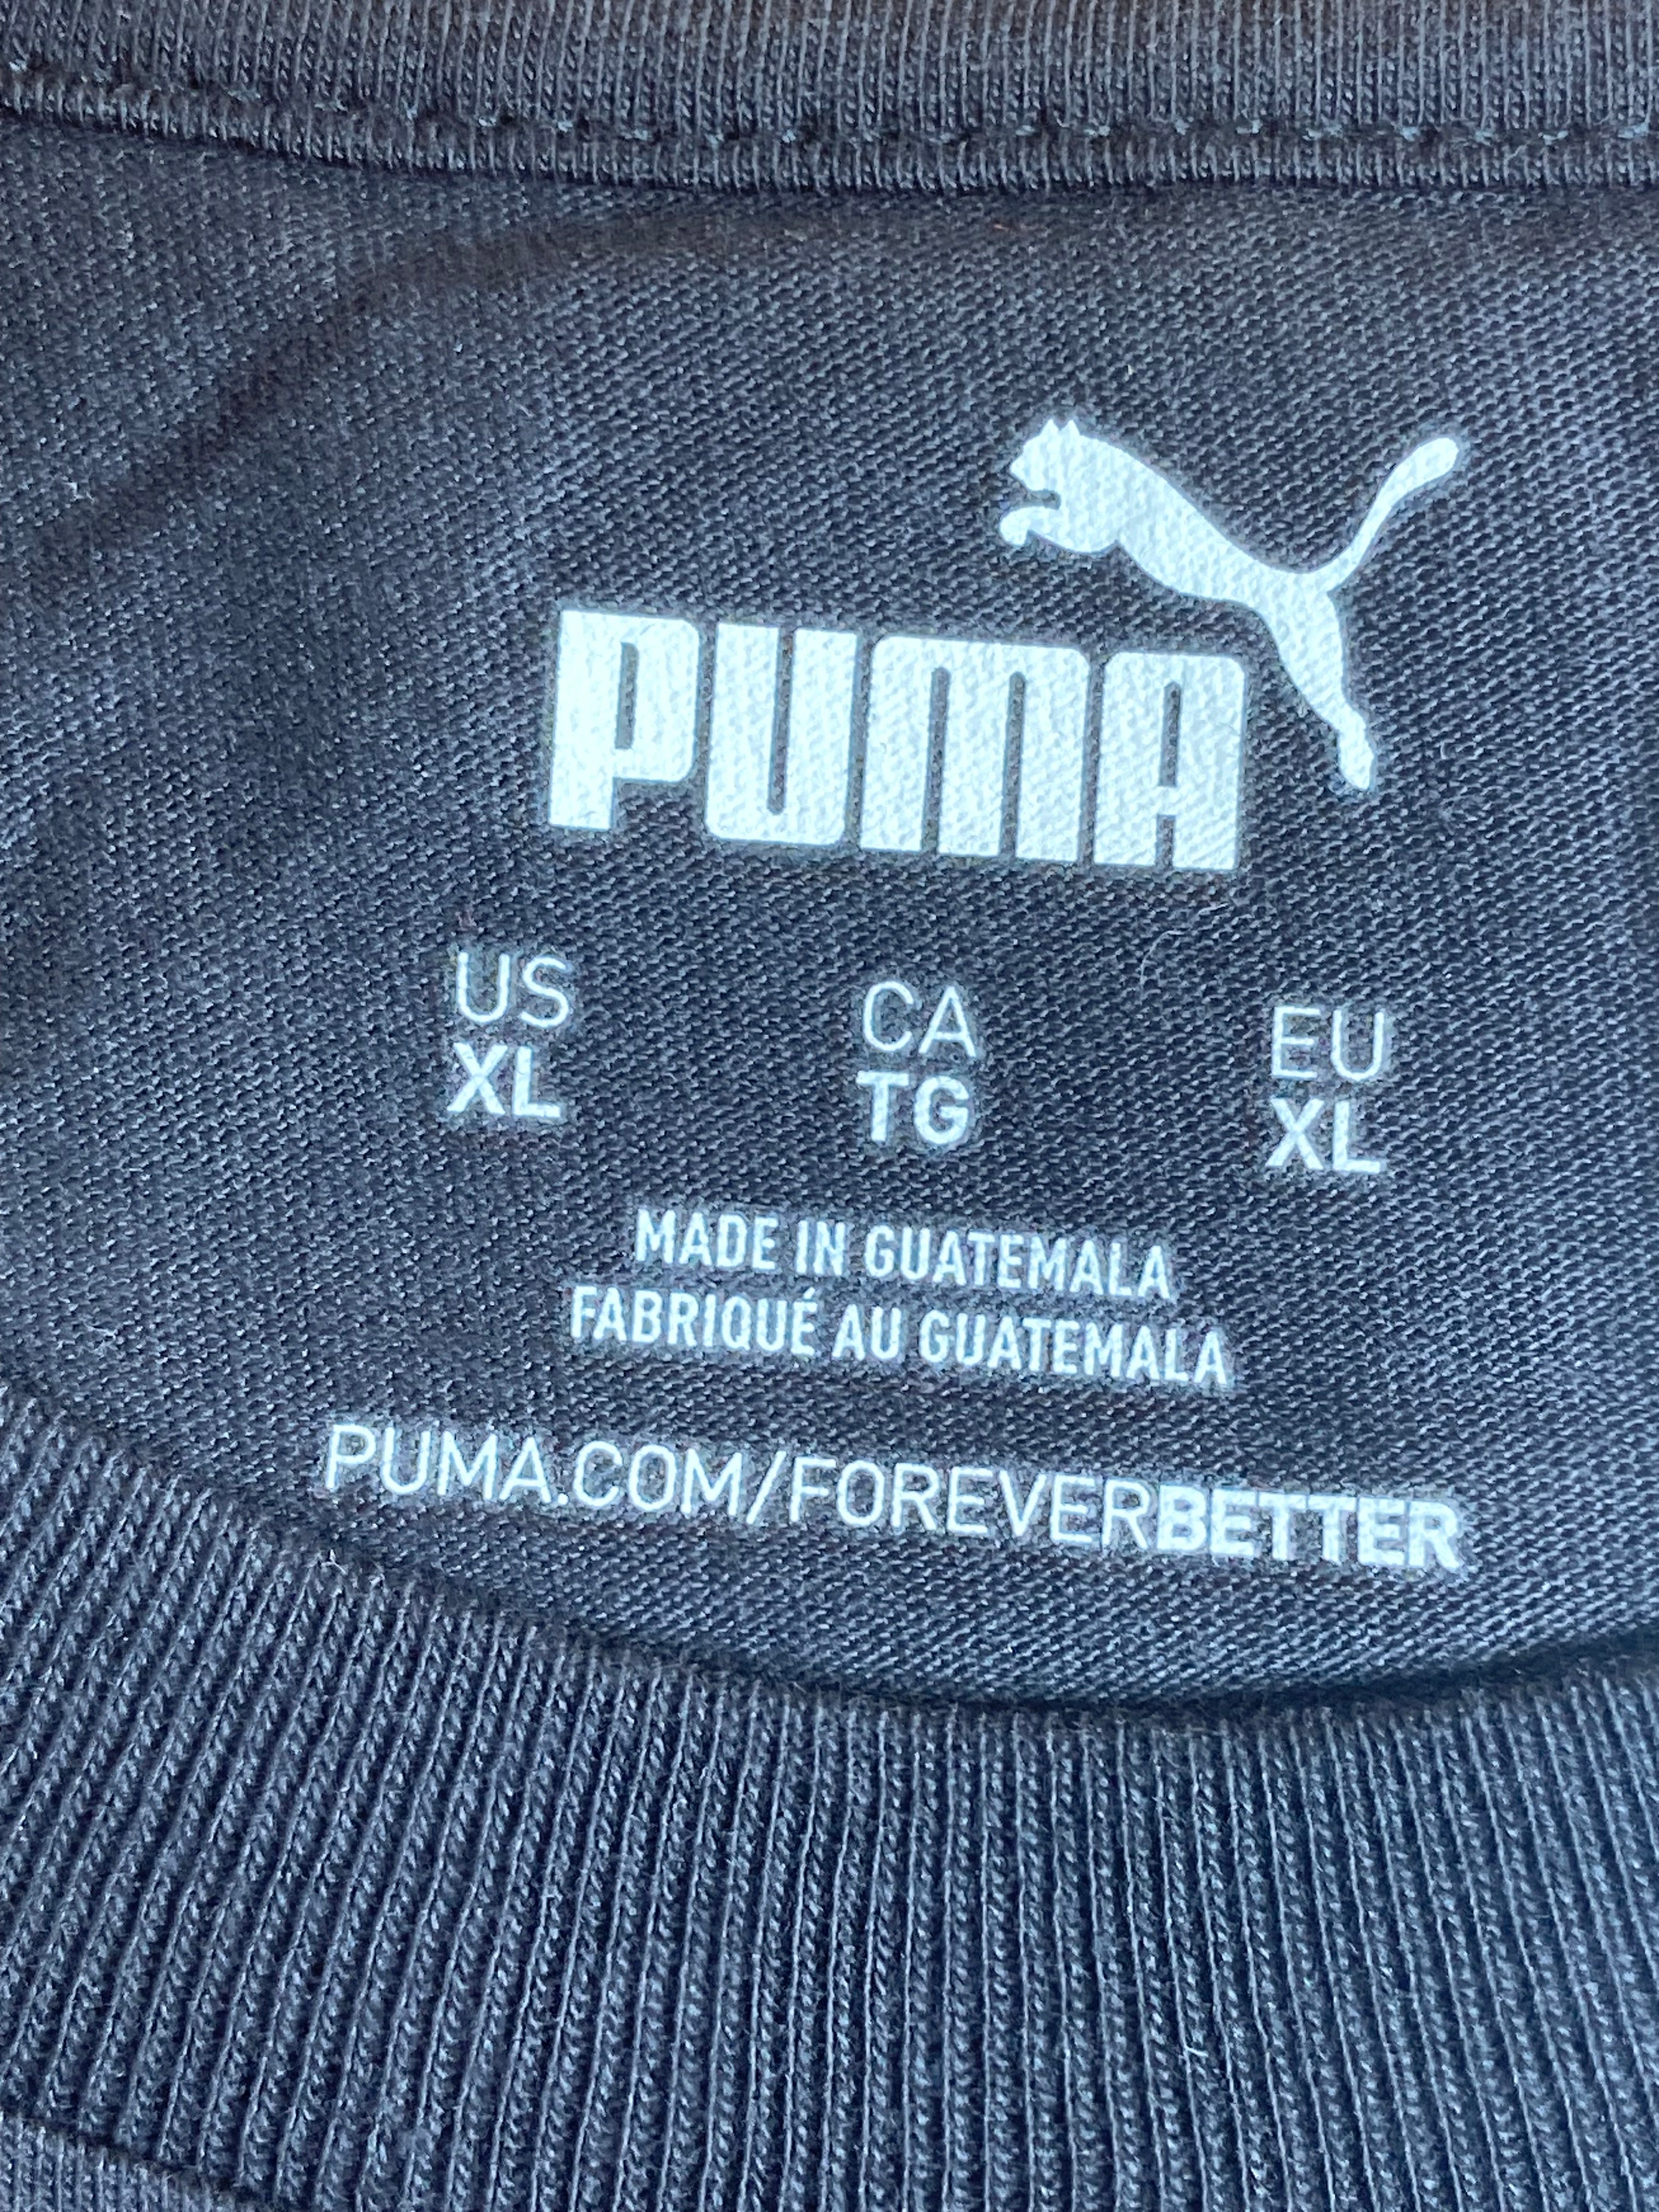 PUMA
US CA EU
XL TG XL
MADE IN GUATEMALA
FABRIQUÉ AU GUATEMALA
PUMA.COM/FOREVERBETTER